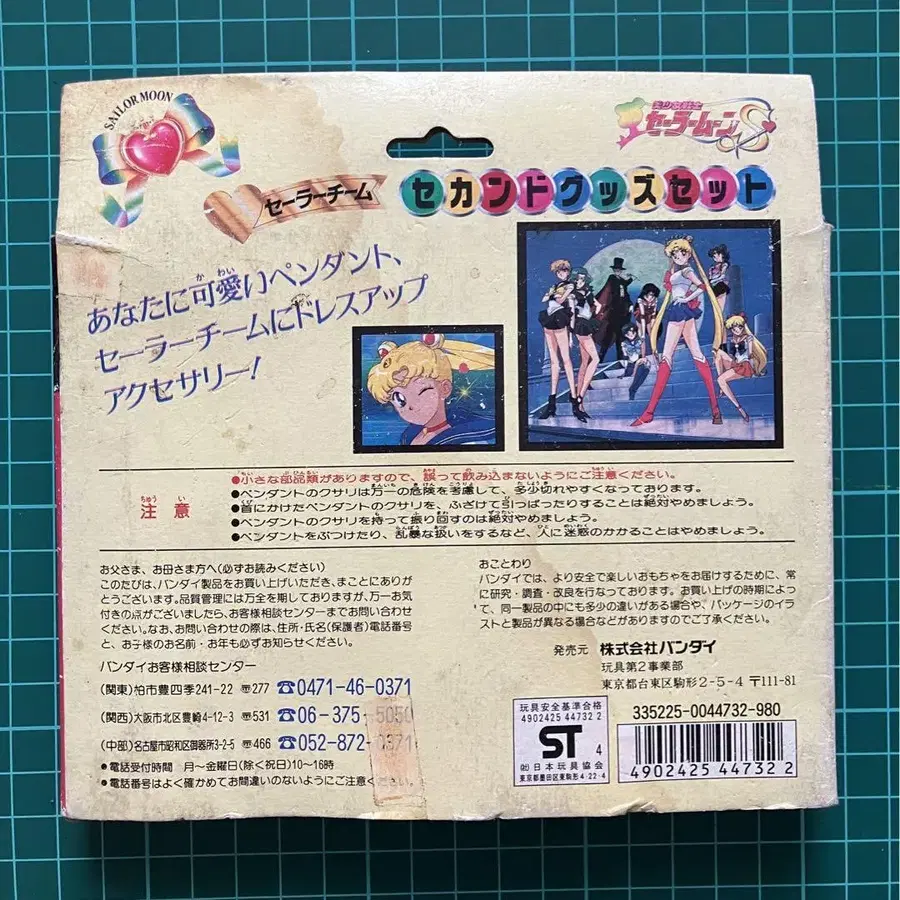 SAILOR MOON
美少女戦士
セーラームーンS
セーラーチーム
セカンドグッズセット
あなたに可愛いペンダント、
セーラーチームにドレスアップ
アクセサリー!
注意
●小さな部品類がありますので、誤って飲み込まないようにご注意ください。
●ペンダントのクサリは万一の危険を考慮して、多少切れやすくなっております。
●首にかけたペンダントのクサリを、ふざけて引っぱったりすることは絶対やめましょう。
●ペンダントのクサリを持って振り回すのは絶対やめましょう。
●ペンダントをぶつけたり、乱暴な扱いをするなど、人に迷惑のかかることはやめましょう。
お父さま、お母さま方へ(必ずお読みください)
このたびは、バンダイ製品をお買い上げいただき、まことにありが
とうございます。品質管理には万全を期しておりますが、万一お気
付きの点がございましたら、お客様相談センターまでお問い合わせ
ください。なお、お問い合わせの際は、住所・氏名(保護者)電話番号
と、お子様のお名前・お年も必ずお知らせください。
バンダイお客様相談センター
(関東)柏市豊四季241-22 〒277 ☎0471-46-0371
(関西)大阪市北区豊崎4-12-3 〒531 ☎06-375-5050
(中部)名古屋市昭和区御器所3-2-5 〒466 ☎052-872-0371
●電話受付時間 月~金曜日(除く祝日)10~16時
●電話番号はよく確かめてお間違いのないようにご注意ください。
おことわり
バンダイでは、より安全で楽しいおもちゃをお届けするために、常
に研究・調査・改良を行なっております。お買い上げの時期によっ
て、同一製品の中にも多少の違いがある場合や、パッケージのイラ
ストと製品が異なる場合などがありますのでご了承ください。
発売元 株式会社バンダイ
玩具第2事業部
東京都台東区駒形2-5-4 〒111-81
玩具安全基準合格
4902425 44732 2
ST 4
(社)日本玩具協会
東京都墨田区東駒形4-22-4
335225-0044732-980
4902425 447322